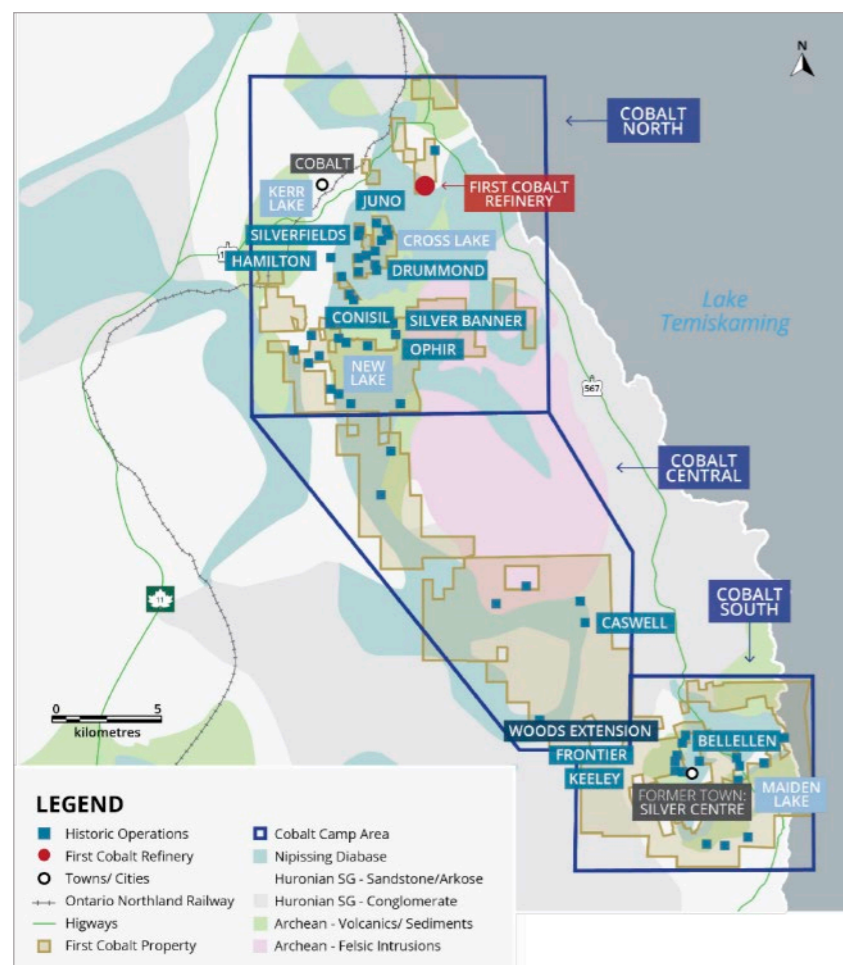 N
COBALT
NORTH
COBALT
KERR
LAKE
JUNO
FIRST COBALT
REFINERY
SILVERFIELDS
CROSS LAKE
HAMILTON
DRUMMOND
Lake
Temiskaming
CONISIL
SILVER BANNER
OPHIR
NEW
LAKE
567
COBALT
CENTRAL
11
COBALT
SOUTH
CASWELL
0 5
kilometres
WOODS EXTENSION
BELLELLEN
FRONTIER
KEELEY
MAIDEN
LAKE
FORMER TOWN:
SILVER CENTRE
LEGEND
Historic Operations
First Cobalt Refinery
Towns/ Cities
Ontario Northland Railway
Higways
First Cobalt Property
Cobalt Camp Area
Nipissing Diabase
Huronian SG - Sandstone/Arkose
Huronian SG - Conglomerate
Archean - Volcanics/ Sediments
Archean - Felsic Intrusions